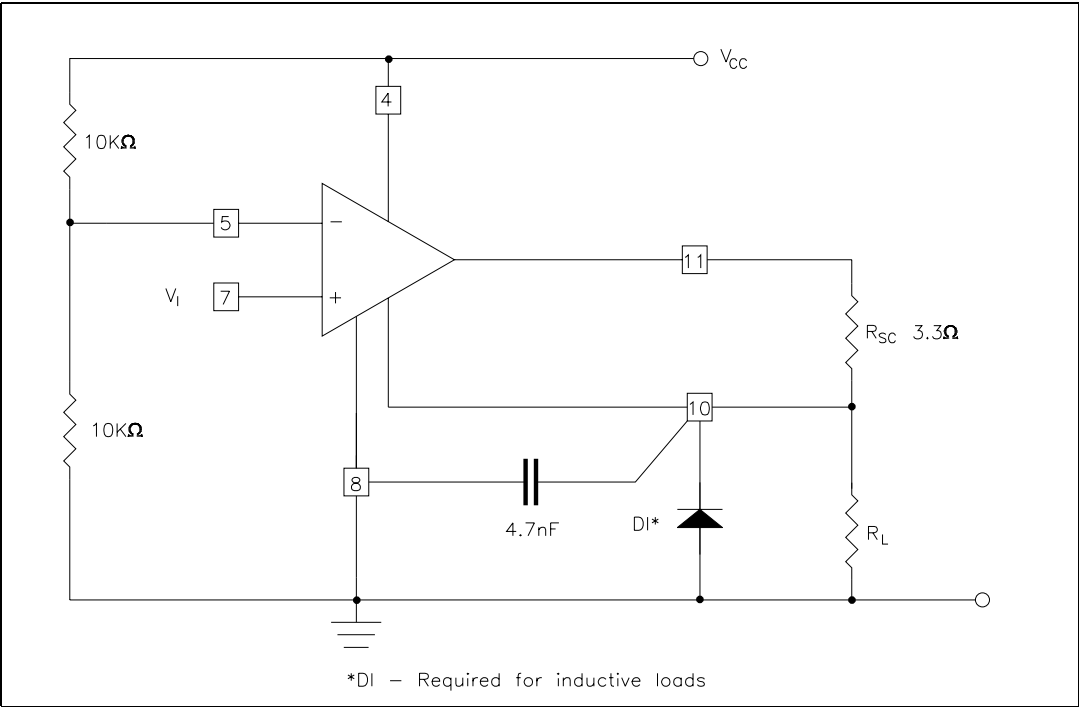 V_CC
4
10KΩ
5
-
11
V_I
7
+
R_SC 3.3Ω
10
10KΩ
8
4.7nF
DI*
R_L
*DI - Required for inductive loads